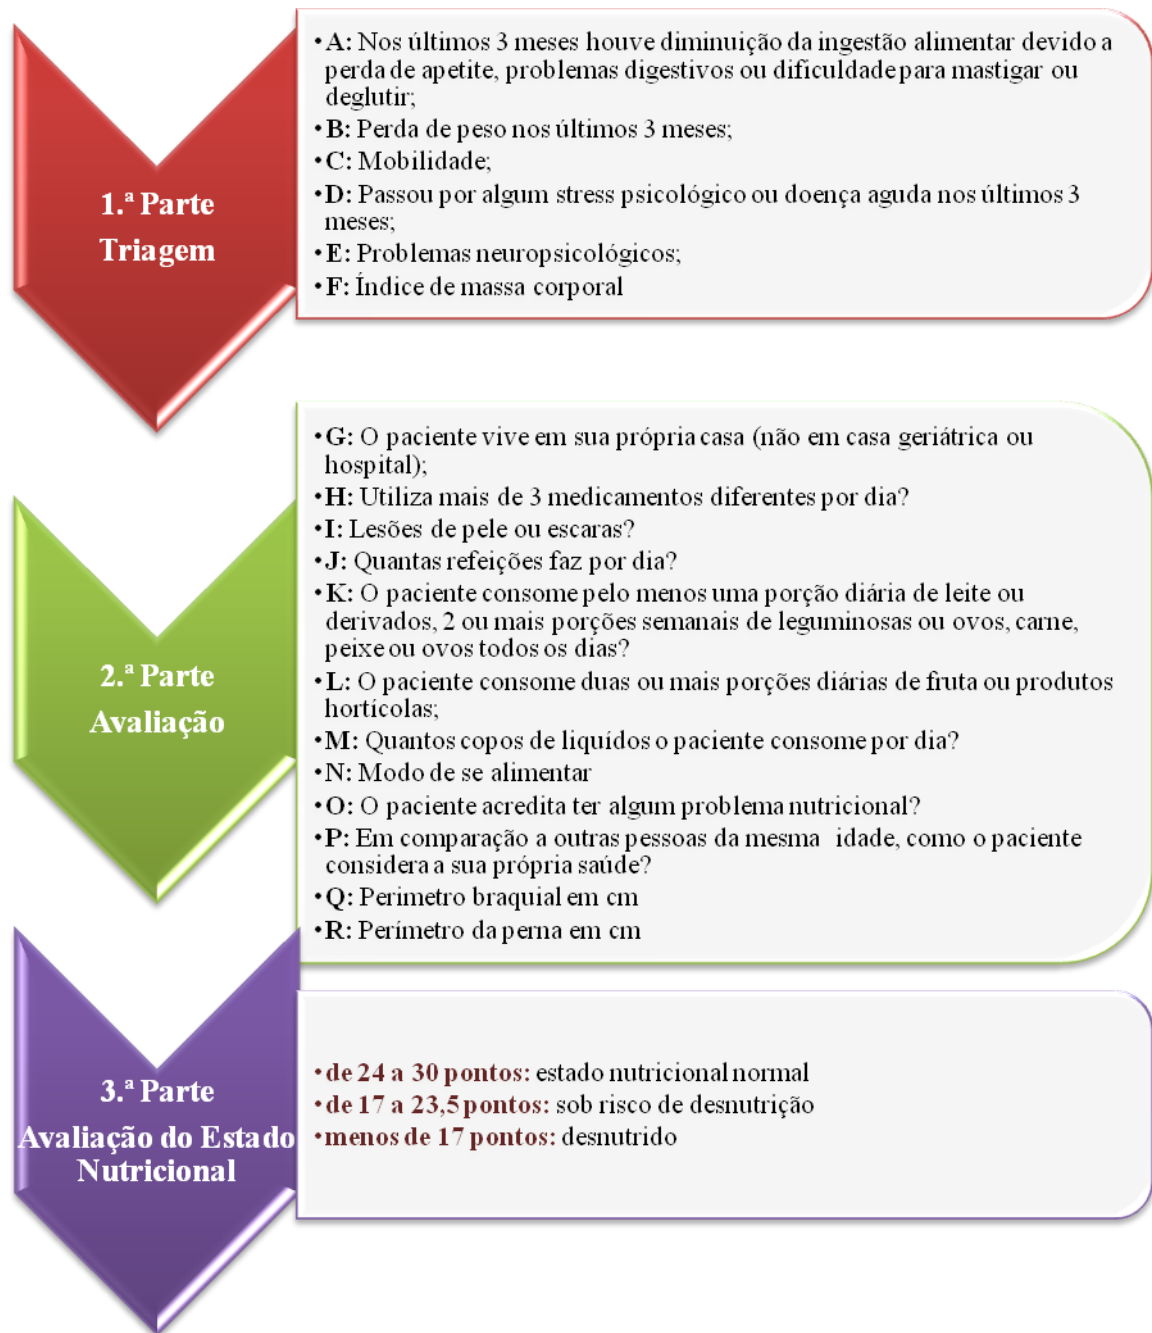 1.ª Parte
Triagem
•A: Nos últimos 3 meses houve diminuição da ingestão alimentar devido a
perda de apetite, problemas digestivos ou dificuldade para mastigar ou
deglutir;
•B: Perda de peso nos últimos 3 meses;
•C: Mobilidade;
•D: Passou por algum stress psicológico ou doença aguda nos últimos 3
meses;
•E: Problemas neuropsicológicos;
•F: Índice de massa corporal
2.ª Parte
Avaliação
•G: O paciente vive em sua própria casa (não em casa geriátrica ou
hospital);
•H: Utiliza mais de 3 medicamentos diferentes por dia?
•I: Lesões de pele ou escaras?
•J: Quantas refeições faz por dia?
•K: O paciente consome pelo menos uma porção diária de leite ou
derivados, 2 ou mais porções semanais de leguminosas ou ovos, carne,
peixe ou ovos todos os dias?
•L: O paciente consome duas ou mais porções diárias de fruta ou produtos
hortícolas;
•M: Quantos copos de liquídos o paciente consome por dia?
•N: Modo de se alimentar
•O: O paciente acredita ter algum problema nutricional?
•P: Em comparação a outras pessoas da mesma idade, como o paciente
considera a sua própria saúde?
•Q: Perimetro braquial em cm
•R: Perímetro da perna em cm
3.ª Parte
Avaliação do Estado
Nutricional
•de 24 a 30 pontos: estado nutricional normal
•de 17 a 23,5 pontos: sob risco de desnutrição
•menos de 17 pontos: desnutrido